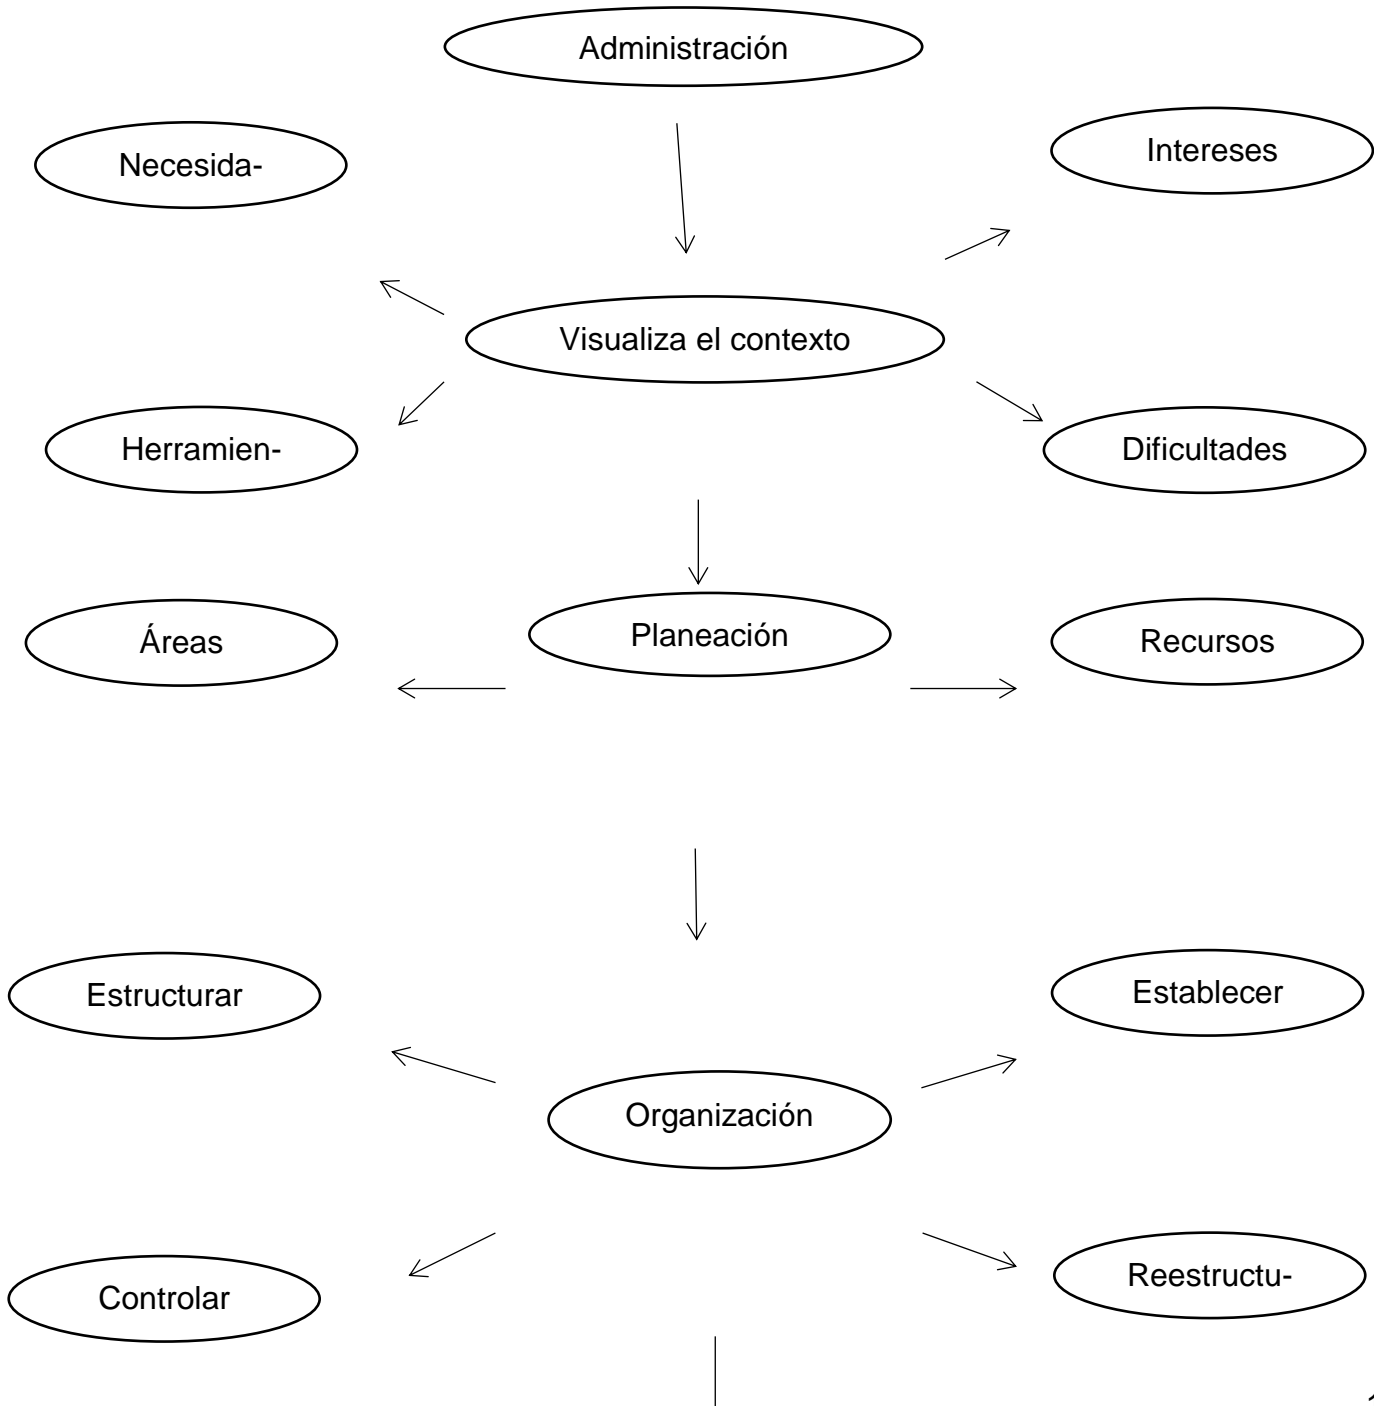 Administración
Necesida-
Intereses
Visualiza el contexto
Herramien-
Dificultades
Áreas
Planeación
Recursos
Estructurar
Establecer
Organización
Controlar
Reestructu-